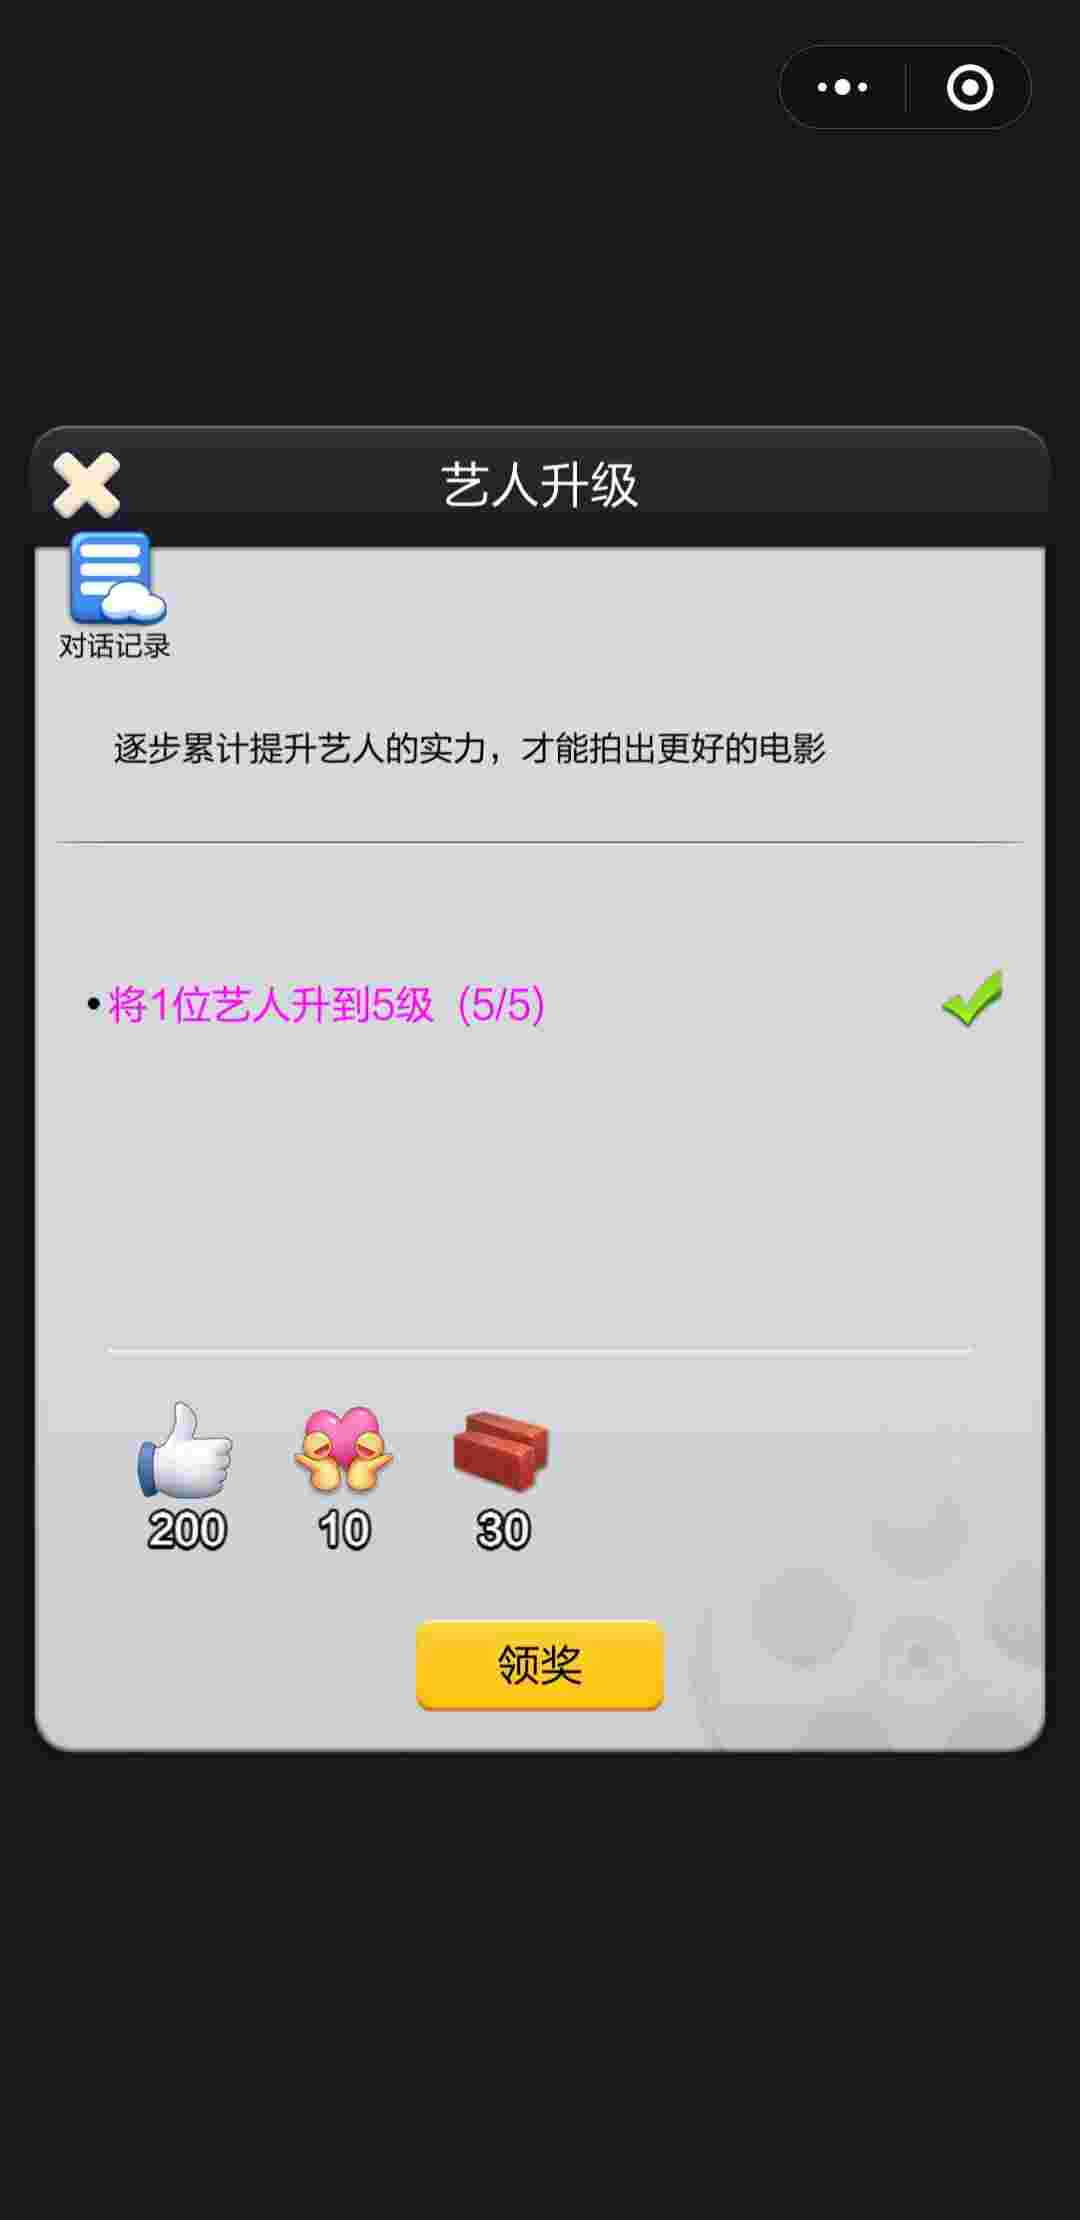 艺人升级
对话记录
逐步累计提升艺人的实力，才能拍出更好的电影
•将1位艺人升到5级 (5/5)
200 10 30
领奖